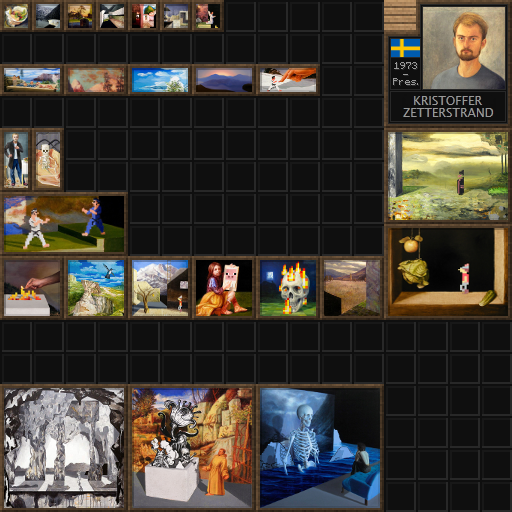 1973
–
Pres.
KRISTOFFER
ZETTERSTRAND